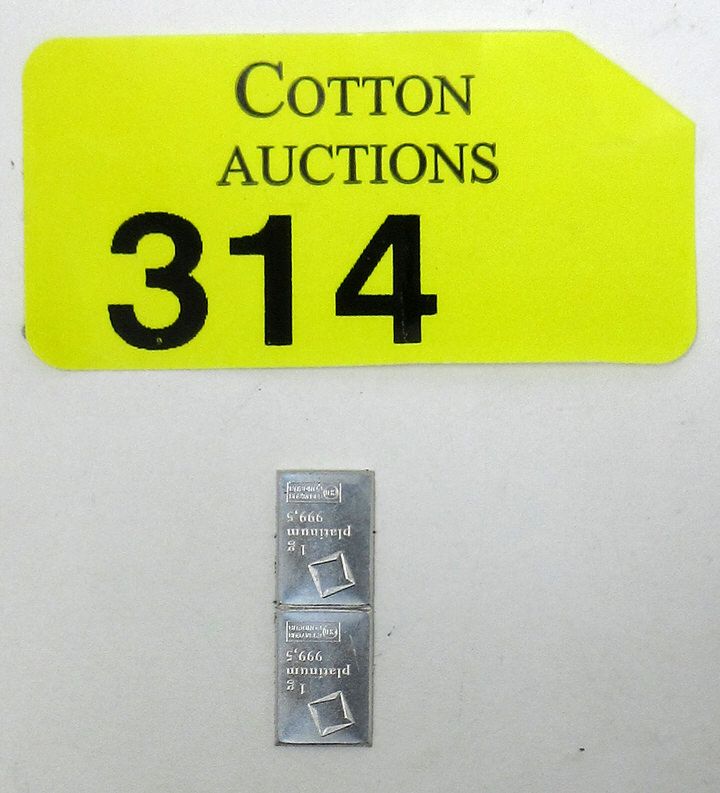 COTTON
AUCTIONS
314
1 g
platinum
999,5
1 g
platinum
999,5